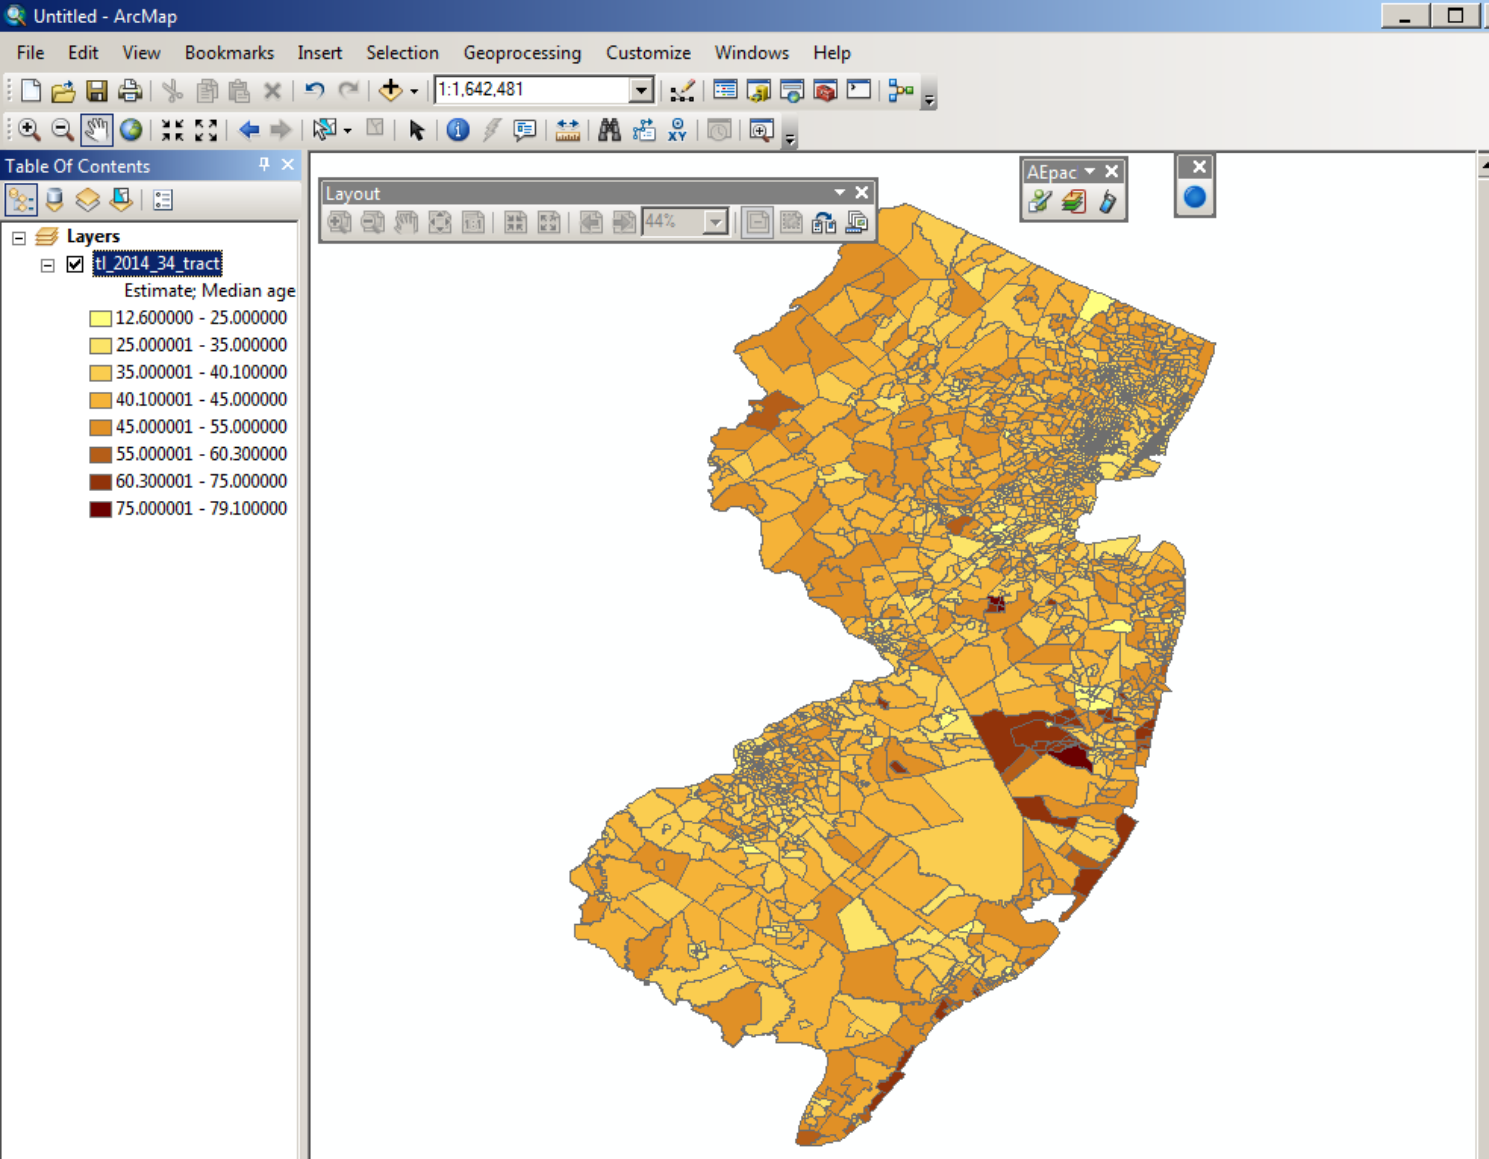 Untitled - ArcMap
File Edit View Bookmarks Insert Selection Geoprocessing Customize Windows Help
1:1,642,481
XY
Table Of Contents
Layout
AEpac
1:1
44%
Layers
tl_2014_34_tract
Estimate; Median age
12.600000 - 25.000000
25.000001 - 35.000000
35.000001 - 40.100000
40.100001 - 45.000000
45.000001 - 55.000000
55.000001 - 60.300000
60.300001 - 75.000000
75.000001 - 79.100000